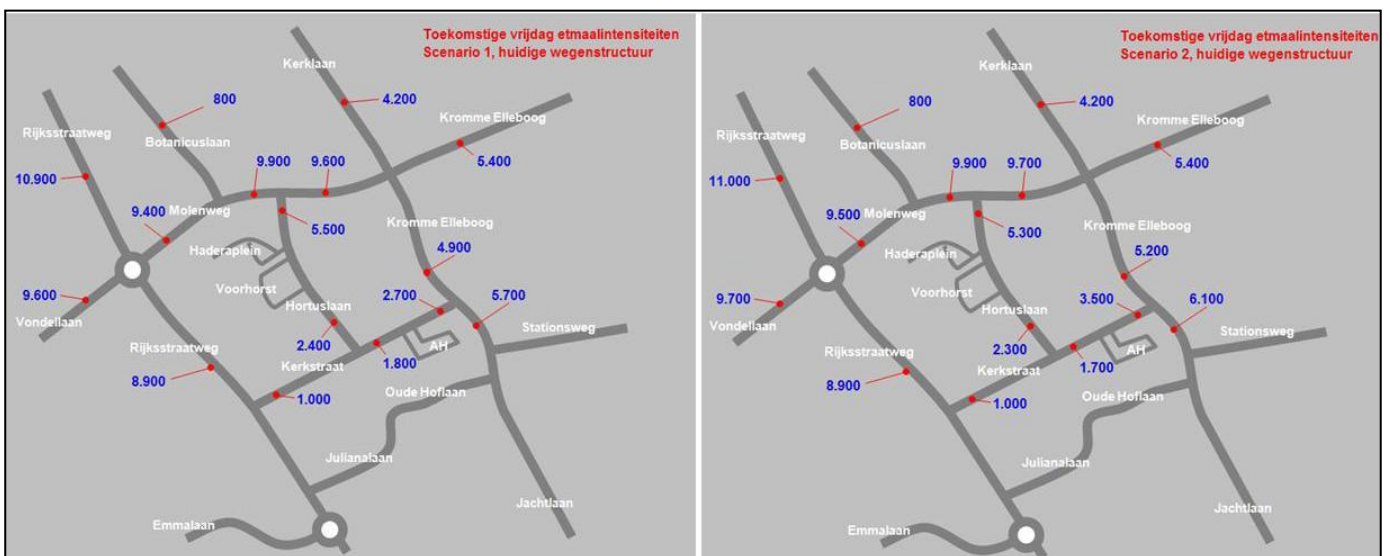 Toekomstige vrijdag etmaalintensiteiten
Scenario 1, huidige wegenstructuur
Kerklaan
800
4.200
Kromme Elleboog
Rijksstraatweg
Botanicuslaan
9.900
9.600
5.400
10.900
Molenweg
9.400
5.500
Kromme Elleboog
Haderaplein
4.900
Voorhorst
2.700
5.700
9.600
Hortuslaan
Vondellaan
Stationsweg
2.400
AH
Rijksstraatweg
1.800
Kerkstraat
8.900
1.000
Oude Hoflaan
Julianalaan
Jachtlaan
Emmalaan
Toekomstige vrijdag etmaalintensiteiten
Scenario 2, huidige wegenstructuur
Kerklaan
800
4.200
Kromme Elleboog
Rijksstraatweg
Botanicuslaan
9.900
9.700
5.400
11.000
Molenweg
9.500
5.300
Kromme Elleboog
Haderaplein
5.200
Voorhorst
3.500
6.100
9.700
Hortuslaan
Vondellaan
Stationsweg
2.300
AH
Rijksstraatweg
1.700
Kerkstraat
8.900
1.000
Oude Hoflaan
Julianalaan
Jachtlaan
Emmalaan